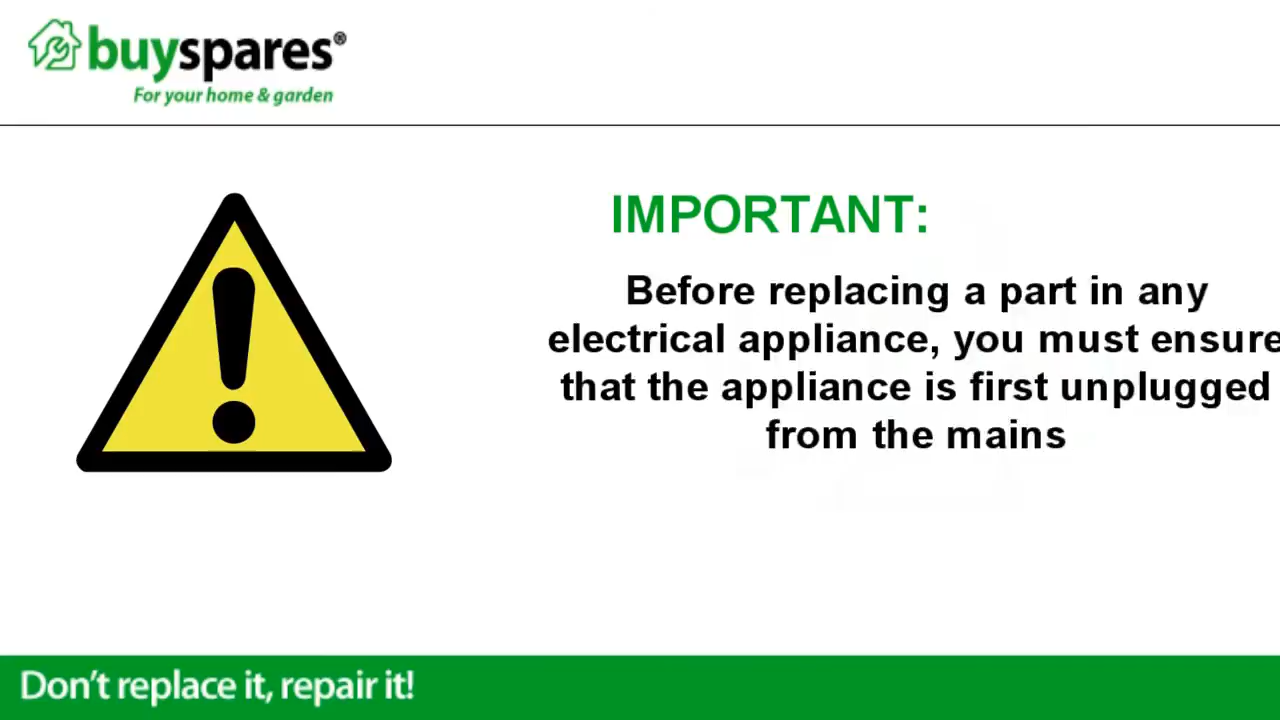 buyspares®
For your home & garden
IMPORTANT:
Before replacing a part in any
electrical appliance, you must ensure
that the appliance is first unplugged
from the mains
Don't replace it, repair it!